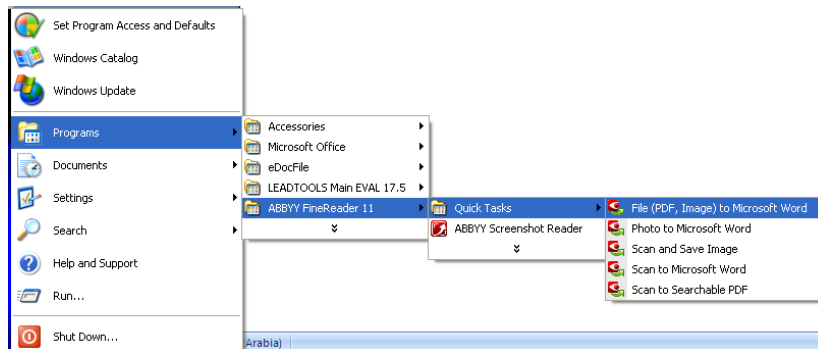 Set Program Access and Defaults
Windows Catalog
Windows Update
Programs
Documents
Settings
Search
Help and Support
Run...
Shut Down...
Accessories
Microsoft Office
eDocFile
LEADTOOLS Main EVAL 17.5
ABBYY FineReader 11
Quick Tasks
ABBYY Screenshot Reader
File (PDF, Image) to Microsoft Word
Photo to Microsoft Word
Scan and Save Image
Scan to Microsoft Word
Scan to Searchable PDF
Arabia)